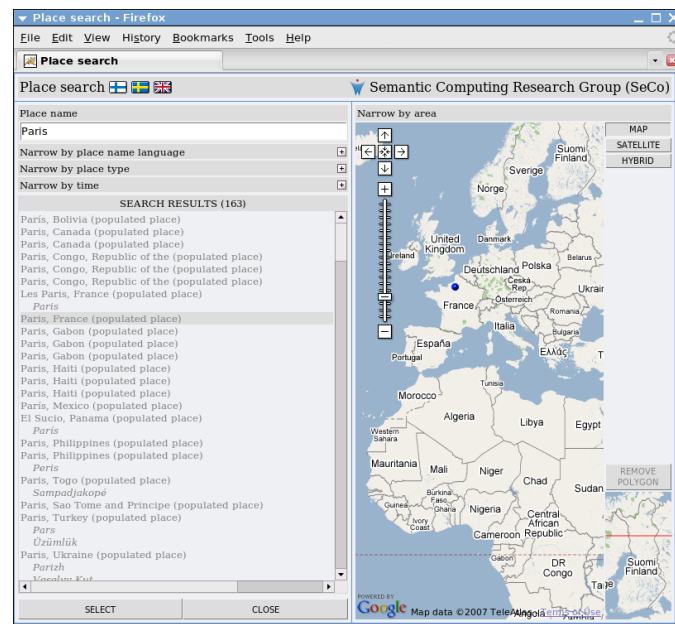 Place search - Firefox
File Edit View History Bookmarks Tools Help
Place search
Place search
Semantic Computing Research Group (SeCo)
Place name
Paris
Narrow by place name language
Narrow by place type
Narrow by time
SEARCH RESULTS (163)
París, Bolivia (populated place)
Paris, Canada (populated place)
Paris, Canada (populated place)
Paris, Congo, Republic of the (populated place)
Paris, Congo, Republic of the (populated place)
Paris, Congo, Republic of the (populated place)
Les Paris, France (populated place)
Paris
Paris, France (populated place)
Paris, Gabon (populated place)
Paris, Gabon (populated place)
Paris, Gabon (populated place)
Paris, Haiti (populated place)
Paris, Haiti (populated place)
Paris, Haiti (populated place)
París, Mexico (populated place)
El Sucio, Panama (populated place)
París
Paris, Philippines (populated place)
Paris, Philippines (populated place)
Peris
Paris, Togo (populated place)
Sampadjakopé
Paris, Sao Tome and Principe (populated place)
Paris, Turkey (populated place)
Pars
Üzümlük
Paris, Ukraine (populated place)
Parizh
Vasalyy Kut
SELECT CLOSE
Narrow by area
MAP
SATELLITE
HYBRID
Suomi
Finland
Sverige
Norge
United
Kingdom
Danmark
Ireland
Belarus
Polska
Deutschland
Česká
Rep.
Ukrai
France
Österreich
Romania
Italia
Bulgaria
España
Ελλάς
T
Portugal
Tunisia
Morocco
Algeria
Libya
Egypt
Western
Sahara
Mauritania
Mali
Niger
Chad
Sudan
Burkina
Faso
Guinea
Ghana
Nigeria
Ivory
Coast
Central
African
Republic
Cameroon
Gabon
DR
Congo
Angola
Zambia
REMOVE
POLYGON
Suomi
Finland
POWERED BY
Google
Map data ©2007 TeleAtlas - Terms of Use